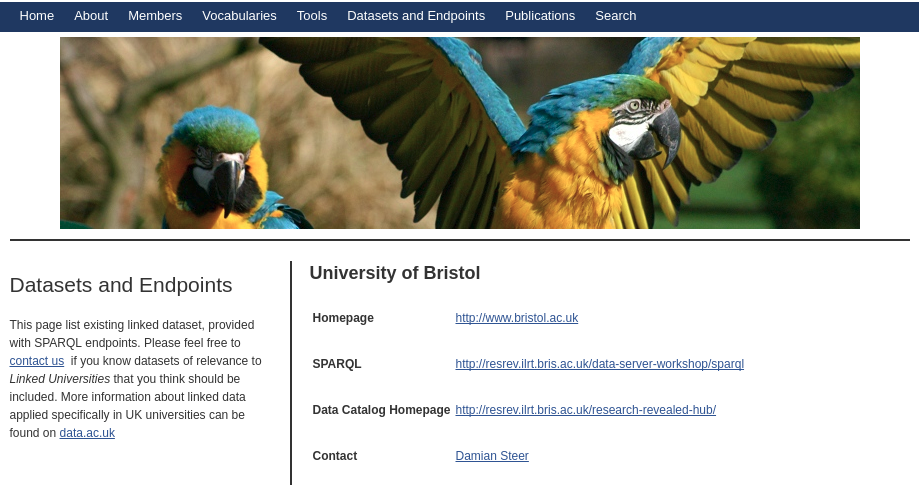 Home About Members Vocabularies Tools Datasets and Endpoints Publications Search
Datasets and Endpoints
This page list existing linked dataset, provided
with SPARQL endpoints. Please feel free to
contact us if you know datasets of relevance to
Linked Universities that you think should be
included. More information about linked data
applied specifically in UK universities can be
found on data.ac.uk
University of Bristol
Homepage http://www.bristol.ac.uk
SPARQL http://resrev.ilrt.bris.ac.uk/data-server-workshop/sparql
Data Catalog Homepage http://resrev.ilrt.bris.ac.uk/research-revealed-hub/
Contact Damian Steer